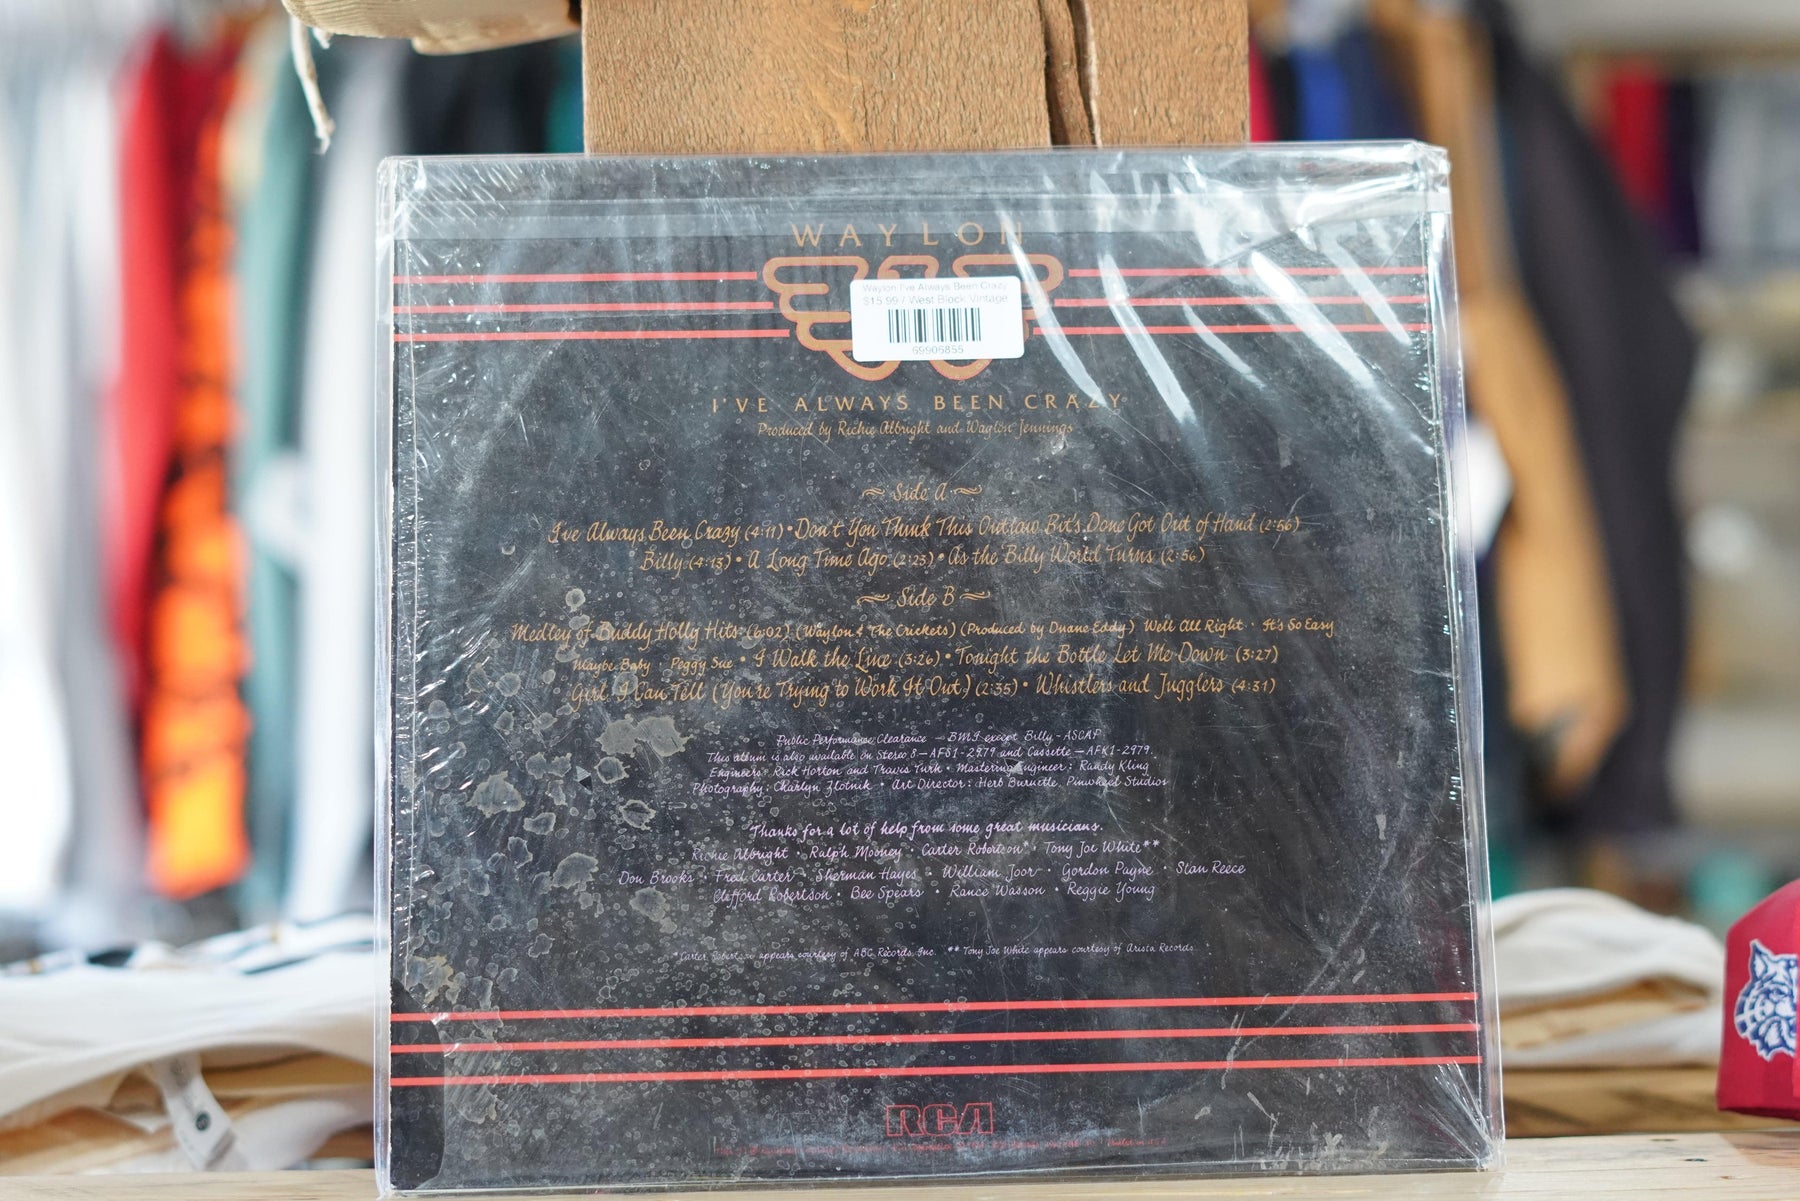 WAYLON
Waylon I've Always Been Crazy
$15.99 / West Block Vintage
69906855
I'VE ALWAYS BEEN CRAZY
Produced by Richie Albright and Waylon Jennings
Side A
I've Always Been Crazy (4:11) • Don't You Think This Outlaw Bit's Done Got Out of Hand (2:56)
Billy (4:13) • A Long Time Ago (2:25) • As the Billy World Turns (2:56)
Side B
Medley of Buddy Holly Hits (6:02) (Waylon & The Crickets) (Produced by Duane Eddy) Well All Right · It's So Easy
Maybe Baby · Peggy Sue • I Walk the Line (3:26) • Tonight the Bottle Let Me Down (3:27)
Girl I Can Tell (You're Trying to Work It Out) (2:35) • Whistlers and Jugglers (4:31)
Public Performance Clearance — BMI except Billy - ASCAP
This album is also available on Stereo 8 — AFS1-2979 and Cassette — AFK1-2979.
Engineers: Rick Horton and Travis Turk • Mastering Engineer: Randy Kling
Photography: Charlyn Zlotnik • Art Director: Herb Burnette, Pinwheel Studios
Thanks for a lot of help from some great musicians.
Richie Albright • Ralph Mooney • Carter Robertson* • Tony Joe White**
Don Brooks • Fred Carter • Sherman Hayes • William Joor • Gordon Payne • Stan Reece
Clifford Robertson • Bee Spears • Rance Wasson • Reggie Young
*Carter Robertson appears courtesy of ABC Records, Inc. **Tony Joe White appears courtesy of Arista Records
RCA